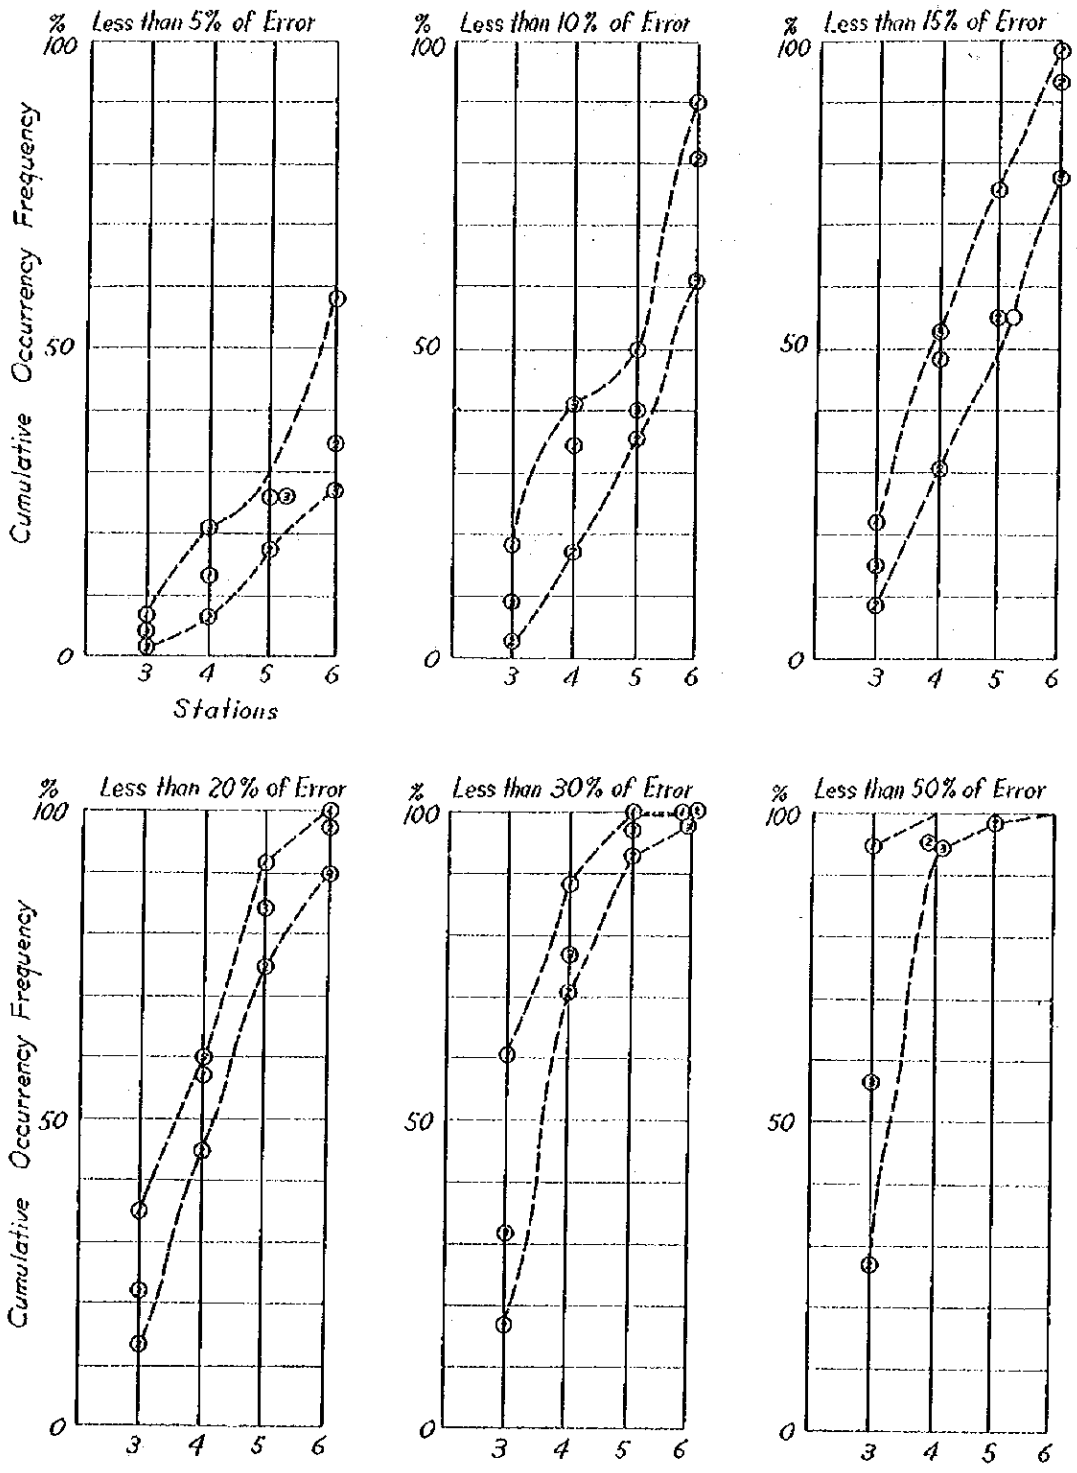 % Less than 5% of Error
100
50
0
3 4 5 6
Stations
Cumulative Occurrency Frequency
% Less than 10% of Error
100
50
0
3 4 5 6
% Less than 15% of Error
100
50
0
3 4 5 6
% Less than 20% of Error
100
50
0
3 4 5 6
Cumulative Occurrency Frequency
% Less than 30% of Error
100
50
0
3 4 5 6
% Less than 50% of Error
100
50
0
3 4 5 6